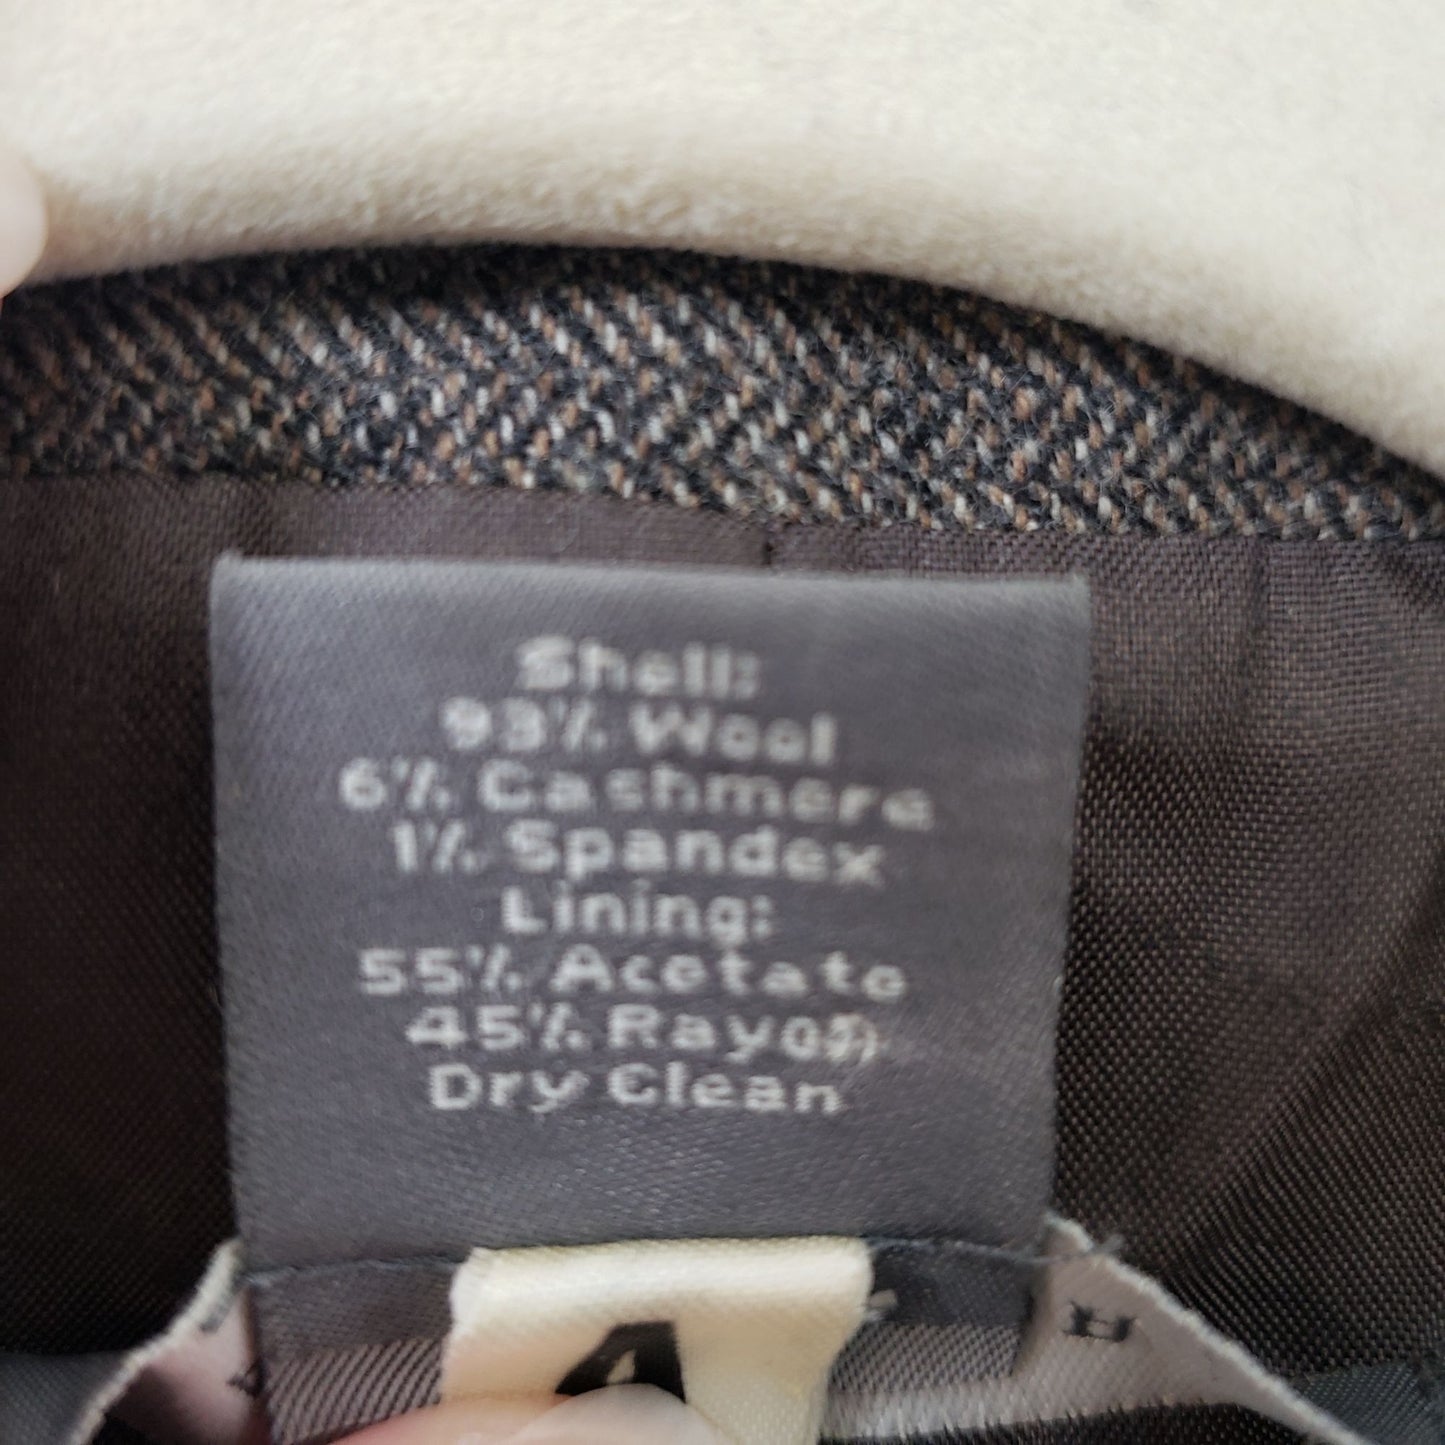 Shell:
93% Wool
6% Cashmere
1% Spandex
Lining:
55% Acetate
45% Rayon
Dry Clean
4